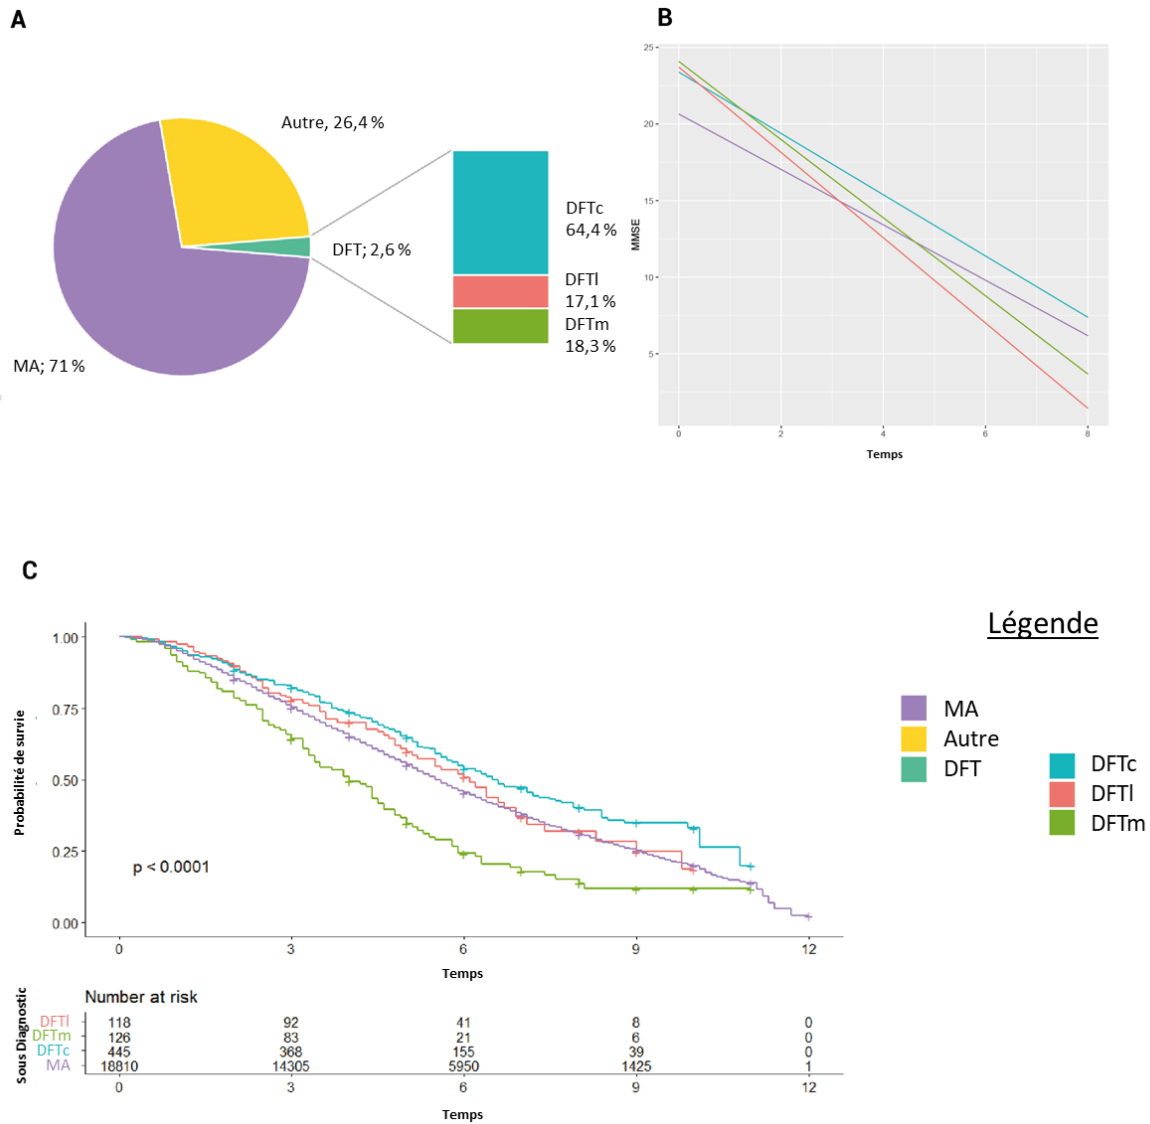 A
Autre, 26,4 %
DFT; 2,6 %
MA; 71 %
DFTc
64,4 %
DFTl
17,1 %
DFTm
18,3 %
B
25
20
15
10
5
MMSE
0 2 4 6 8
Temps
C
1.00
0.75
0.50
0.25
0.00
Probabilité de survie
p < 0.0001
0 3 6 9 12
Temps
Légende
MA
Autre
DFT
DFTc
DFTl
DFTm
Number at risk
Sous Diagnostic
DFTl 118 92 41 8 0
DFTm 126 83 21 6 0
DFTc 445 368 155 39 0
MA 18810 14305 5950 1425 1
0 3 6 9 12
Temps